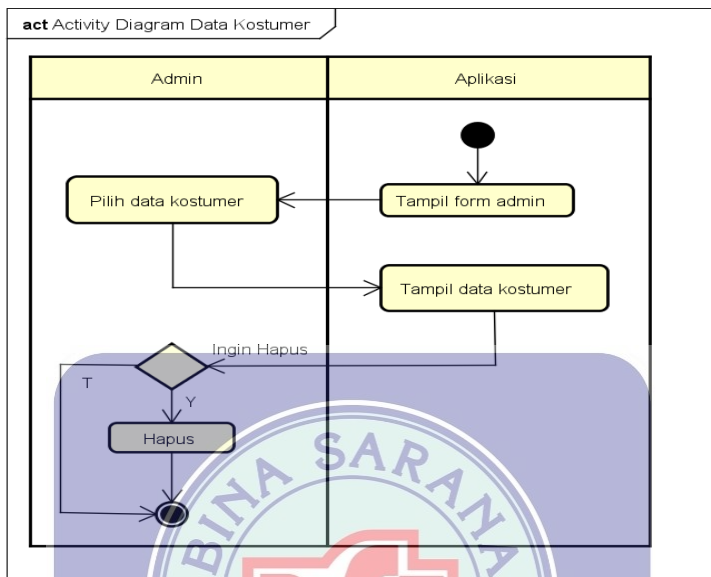 act Activity Diagram Data Kostumer
Admin
Aplikasi
Tampil form admin
Pilih data kostumer
Tampil data kostumer
Ingin Hapus
T
Y
Hapus
BINA SARANA